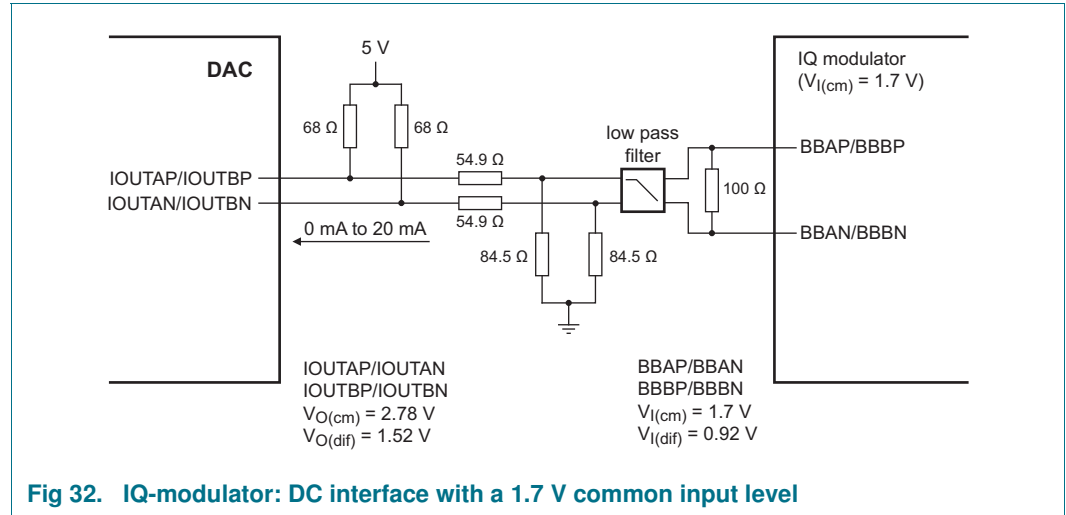 DAC
5 V
68 Ω
68 Ω
IOUTAP/IOUTBP
IOUTAN/IOUTBN
0 mA to 20 mA
54.9 Ω
54.9 Ω
84.5 Ω
84.5 Ω
low pass
filter
100 Ω
IQ modulator
(VI(cm) = 1.7 V)
BBAP/BBBP
BBAN/BBBN
IOUTAP/IOUTAN
IOUTBP/IOUTBN
VO(cm) = 2.78 V
VO(dif) = 1.52 V
BBAP/BBAN
BBBP/BBBN
VI(cm) = 1.7 V
VI(dif) = 0.92 V
Fig 32. IQ-modulator: DC interface with a 1.7 V common input level